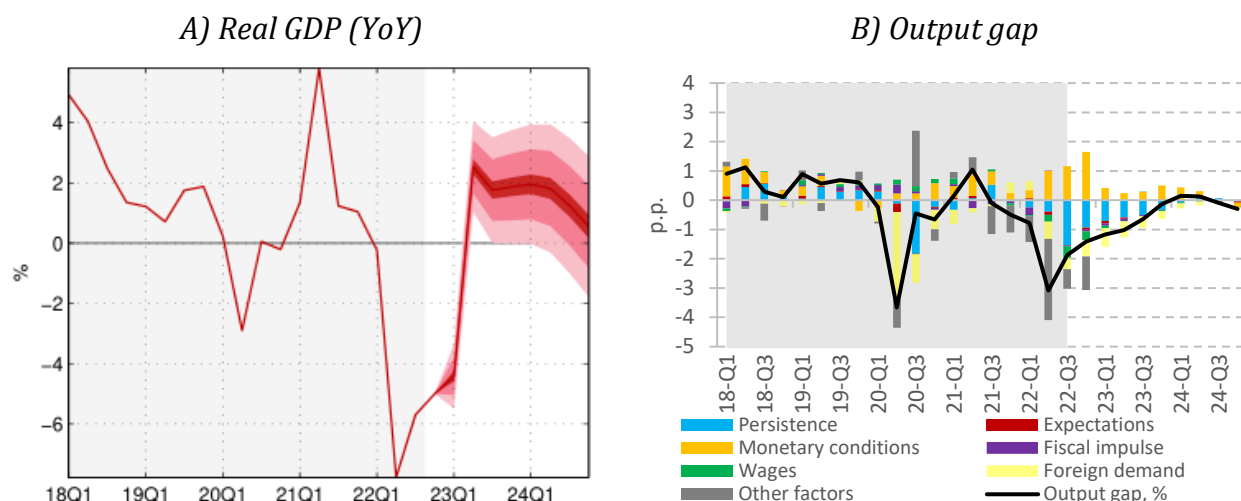 A) Real GDP (YoY)
4
2
0
−2
−4
−6
%
18Q1 19Q1 20Q1 21Q1 22Q1 23Q1 24Q1
B) Output gap
4
3
2
1
0
-1
-2
-3
-4
-5
p.p.
18-Q1
18-Q3
19-Q1
19-Q3
20-Q1
20-Q3
21-Q1
21-Q3
22-Q1
22-Q3
23-Q1
23-Q3
24-Q1
24-Q3
Persistence Expectations
Monetary conditions Fiscal impulse
Wages Foreign demand
Other factors Output gap, %